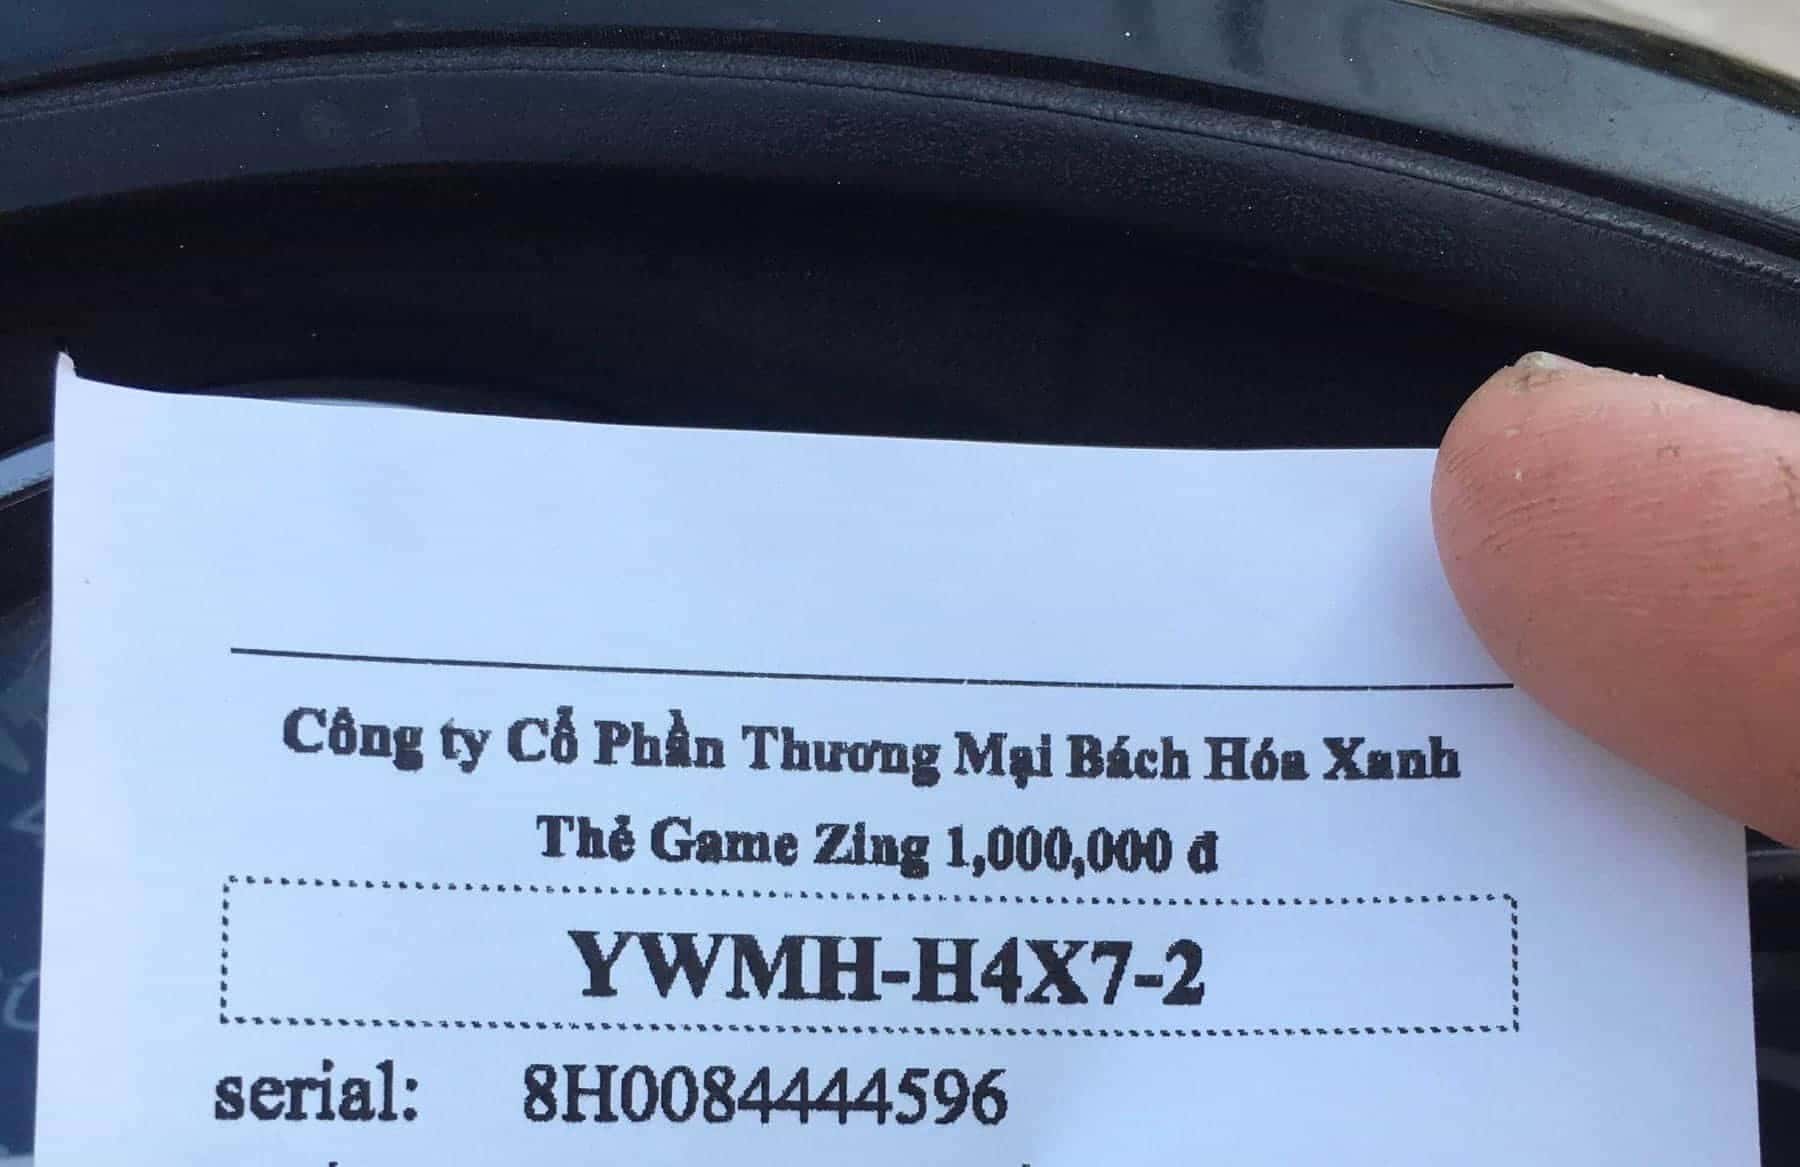 Công ty Cổ Phần Thương Mại Bách Hóa Xanh
Thẻ Game Zing 1,000,000 đ
YWMH-H4X7-2
serial: 8H0084444596